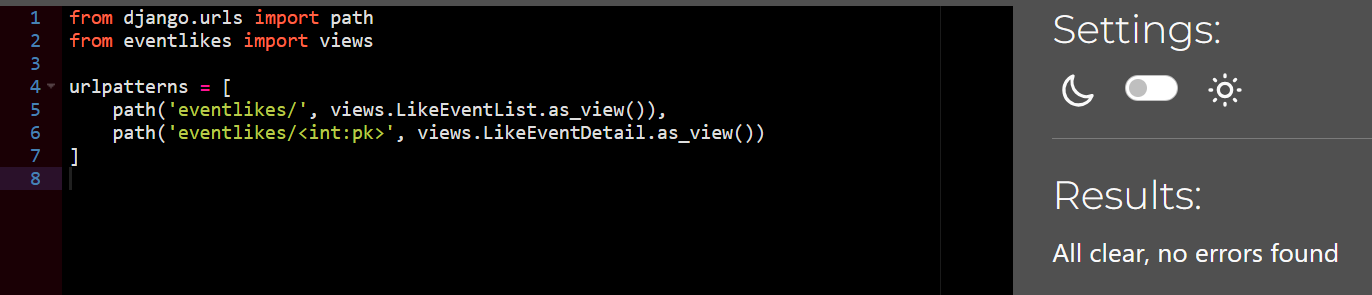 1 from django.urls import path
2 from eventlikes import views
3
4 urlpatterns = [
5     path('eventlikes/', views.LikeEventList.as_view()),
6     path('eventlikes/<int:pk>', views.LikeEventDetail.as_view())
7 ]
8
Settings:
Results:
All clear, no errors found